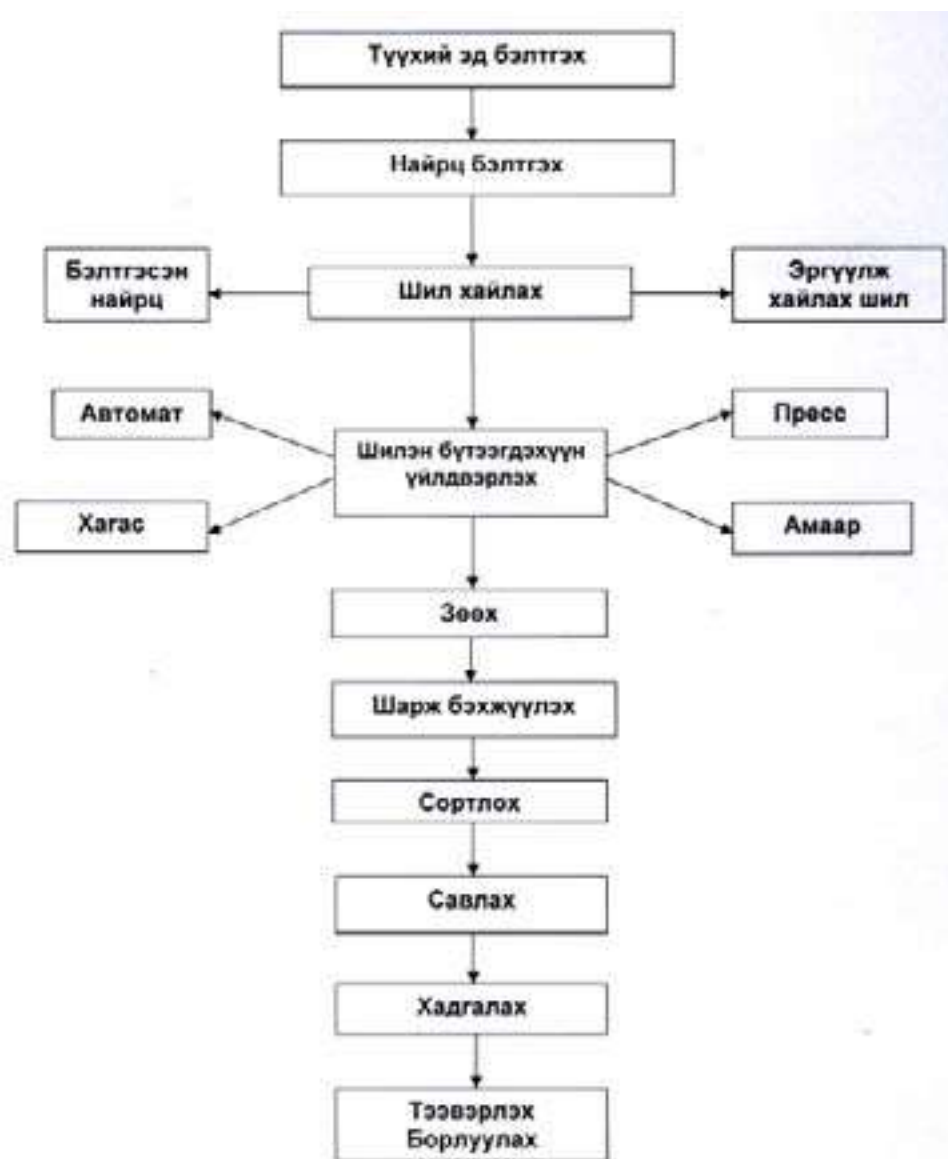 Түүхий эд бэлтгэх
Найрц бэлтгэх
Бэлтгэсэн
найрц
Шил хайлах
Эргүүлж
хайлах шил
Автомат
Пресс
Шилэн бүтээгдэхүүн
үйлдвэрлэх
Хагас
Амаар
Зөөх
Шарж бэхжүүлэх
Сортлох
Савлах
Хадгалах
Тээвэрлэх
Борлуулах